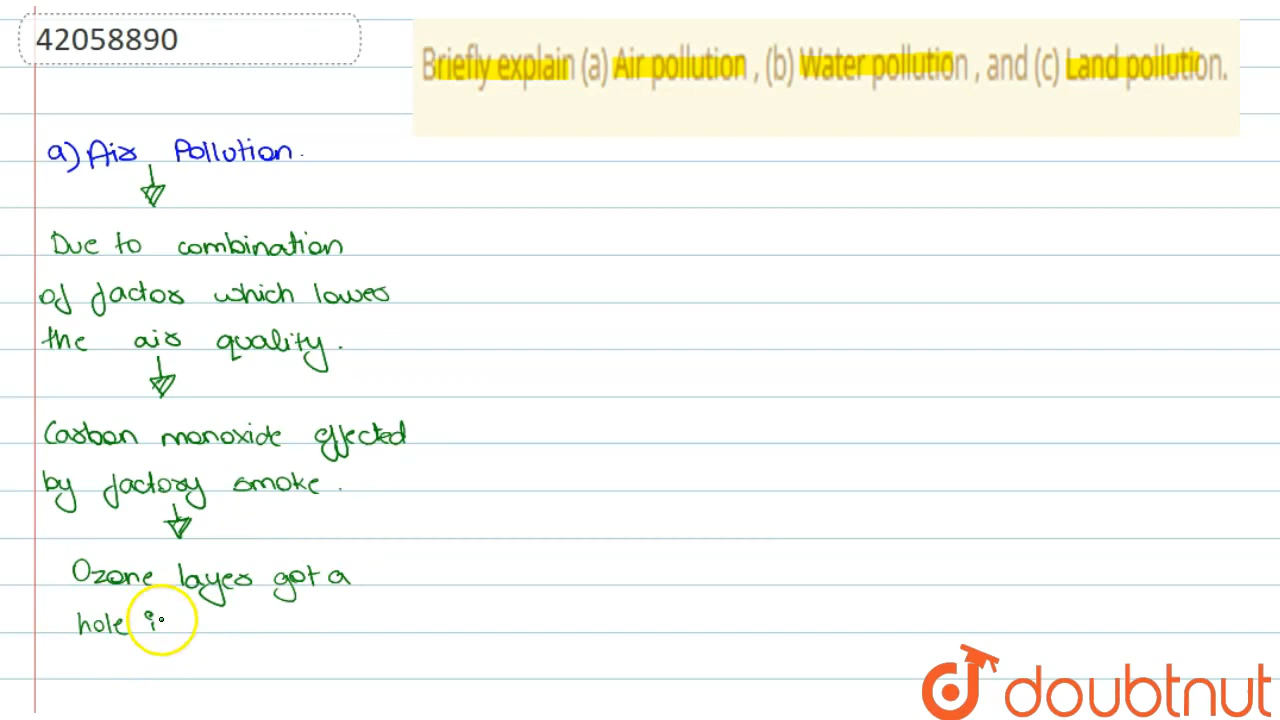 42058890
Briefly explain (a) Air pollution , (b) Water pollution , and (c) Land pollution.
a) Air Pollution.
Due to combination
of factor which lower
the air quality.
Carbon monoxide effected
by factory smoke.
Ozone layer got a
hole i
doubtnut